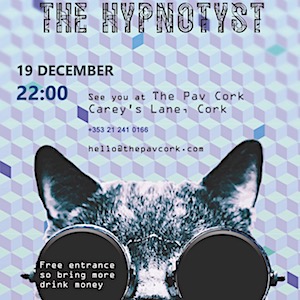 THE HYPNOTYST
19 DECEMBER
22:00
See you at The Pav Cork
Carey's Lane, Cork
+353 21 241 0166
hello@thepavcork.com
Free entrance
so bring more
drink money